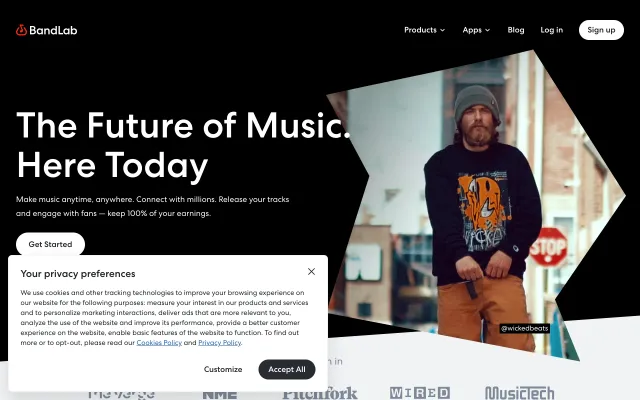 BandLab
Products
Apps
Blog
Log in
Sign up
The Future of Music.
Here Today
Make music anytime, anywhere. Connect with millions. Release your tracks
and engage with fans — keep 100% of your earnings.
Get Started
STOP
@wickedbeats
Your privacy preferences
We use cookies and other tracking technologies to improve your browsing experience on
our website for the following purposes: measure your interest in our products and services
and to personalize marketing interactions, deliver ads that are more relevant to you,
analyze the use of the website and improve its performance, provide a better customer
experience on the website, enable basic features of the website to function. To find out
more or to opt-out, please read our Cookies Policy and Privacy Policy.
Customize
Accept All
in
NME
Pitchfork
WIRED
MusicTech